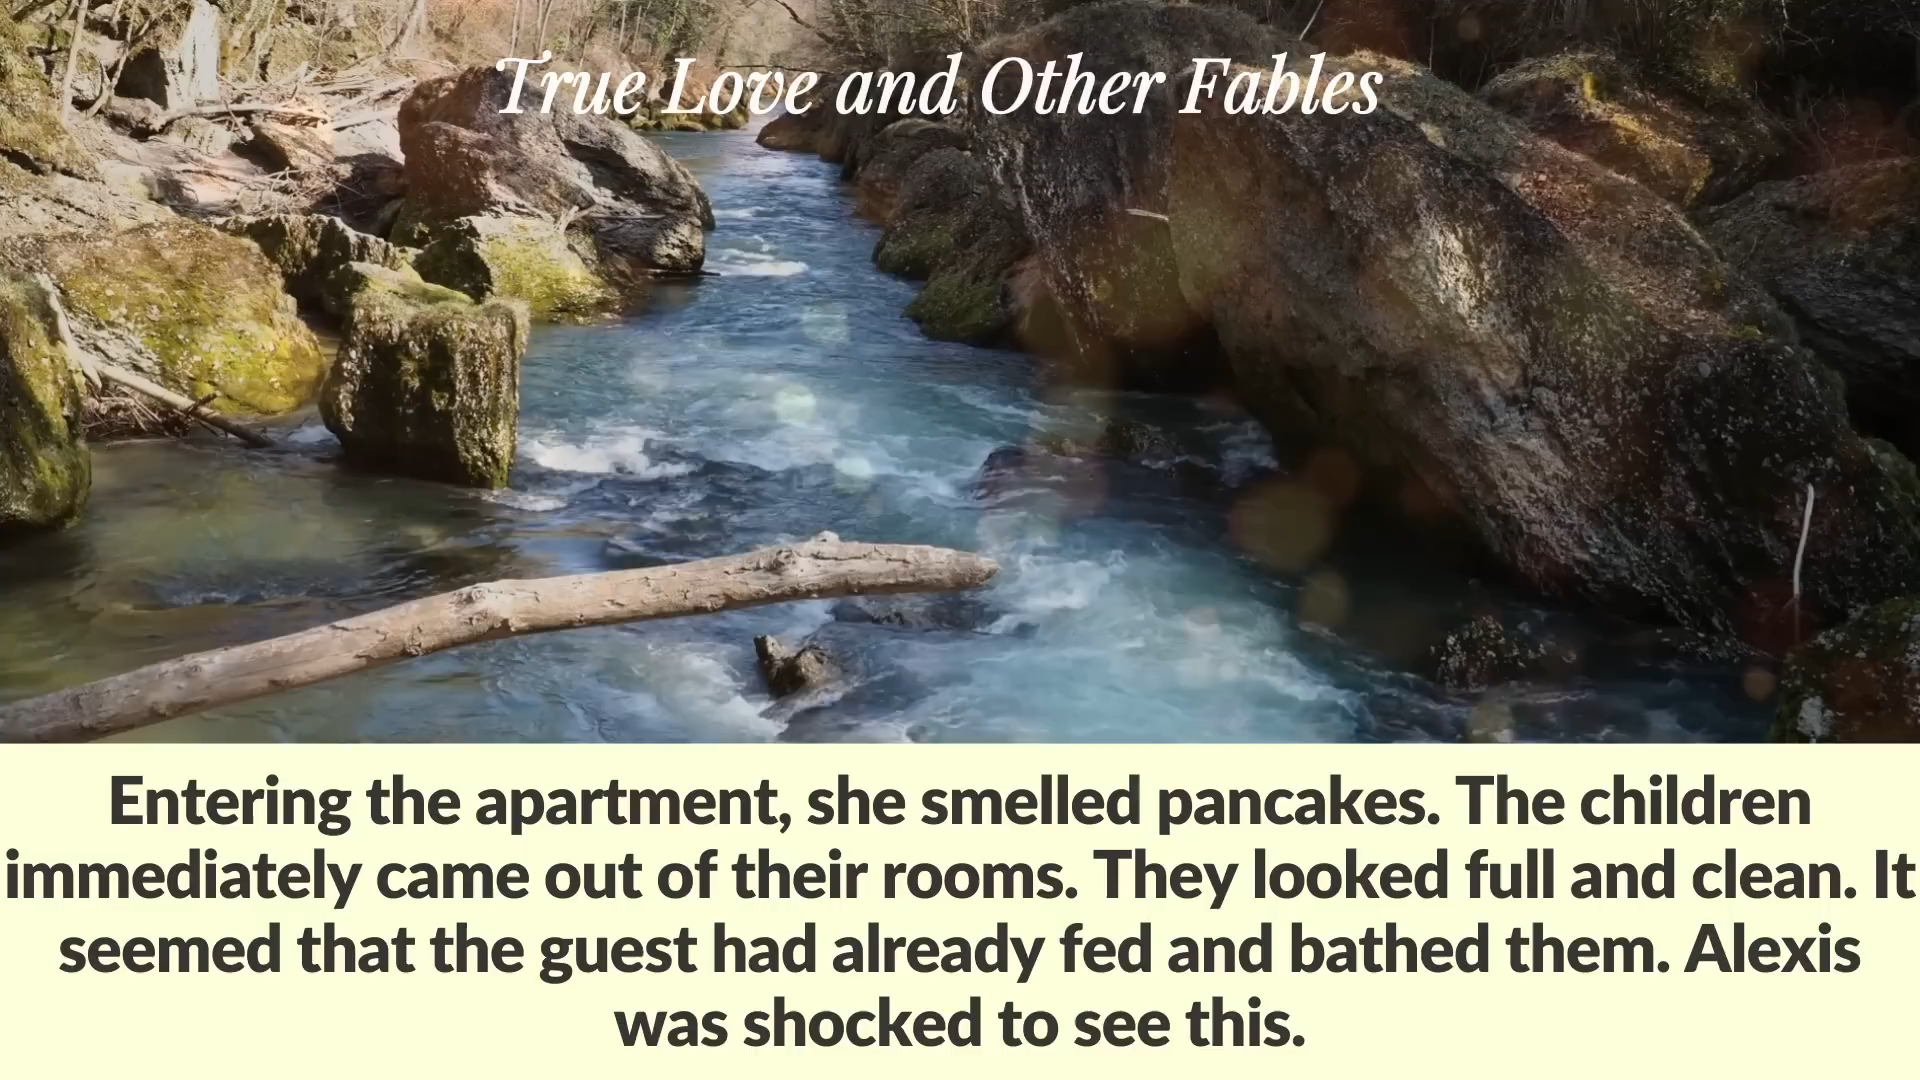 True Love and Other Fables
Entering the apartment, she smelled pancakes. The children
immediately came out of their rooms. They looked full and clean. It
seemed that the guest had already fed and bathed them. Alexis
was shocked to see this.